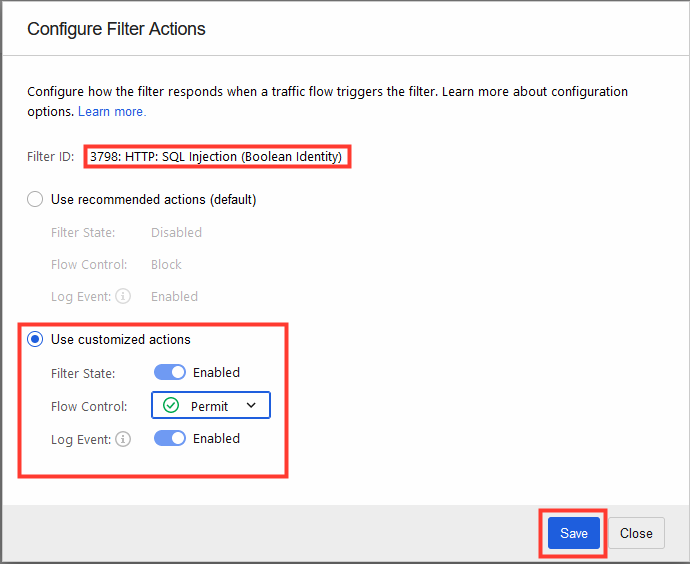 Configure Filter Actions
Configure how the filter responds when a traffic flow triggers the filter. Learn more about configuration
options. Learn more.
Filter ID: 3798: HTTP: SQL Injection (Boolean Identity)
Use recommended actions (default)
Filter State: Disabled
Flow Control: Block
Log Event: Enabled
Use customized actions
Filter State: Enabled
Flow Control: Permit
Log Event: Enabled
Save Close